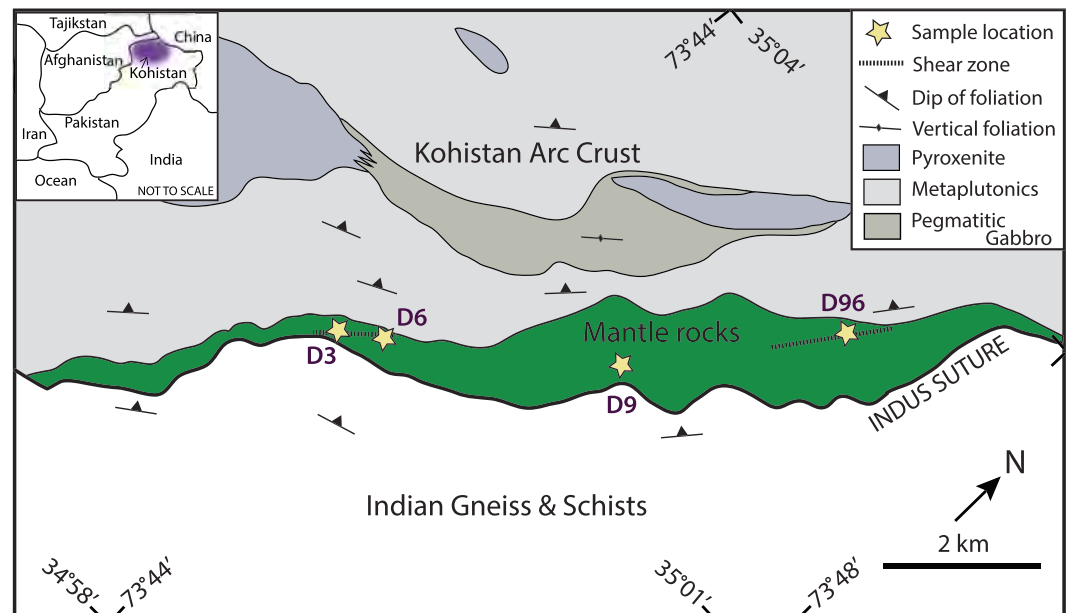 Tajikstan
China
Afghanistan
Kohistan
Pakistan
Iran
India
Ocean
NOT TO SCALE
73°44'
35°04'
Sample location
Shear zone
Dip of foliation
Vertical foliation
Pyroxenite
Metaplutonics
Pegmatitic
Gabbro
Kohistan Arc Crust
D6
D96
Mantle rocks
D3
D9
INDUS SUTURE
Indian Gneiss & Schists
N
2 km
34°58'
73°44'
35°01'
73°48'